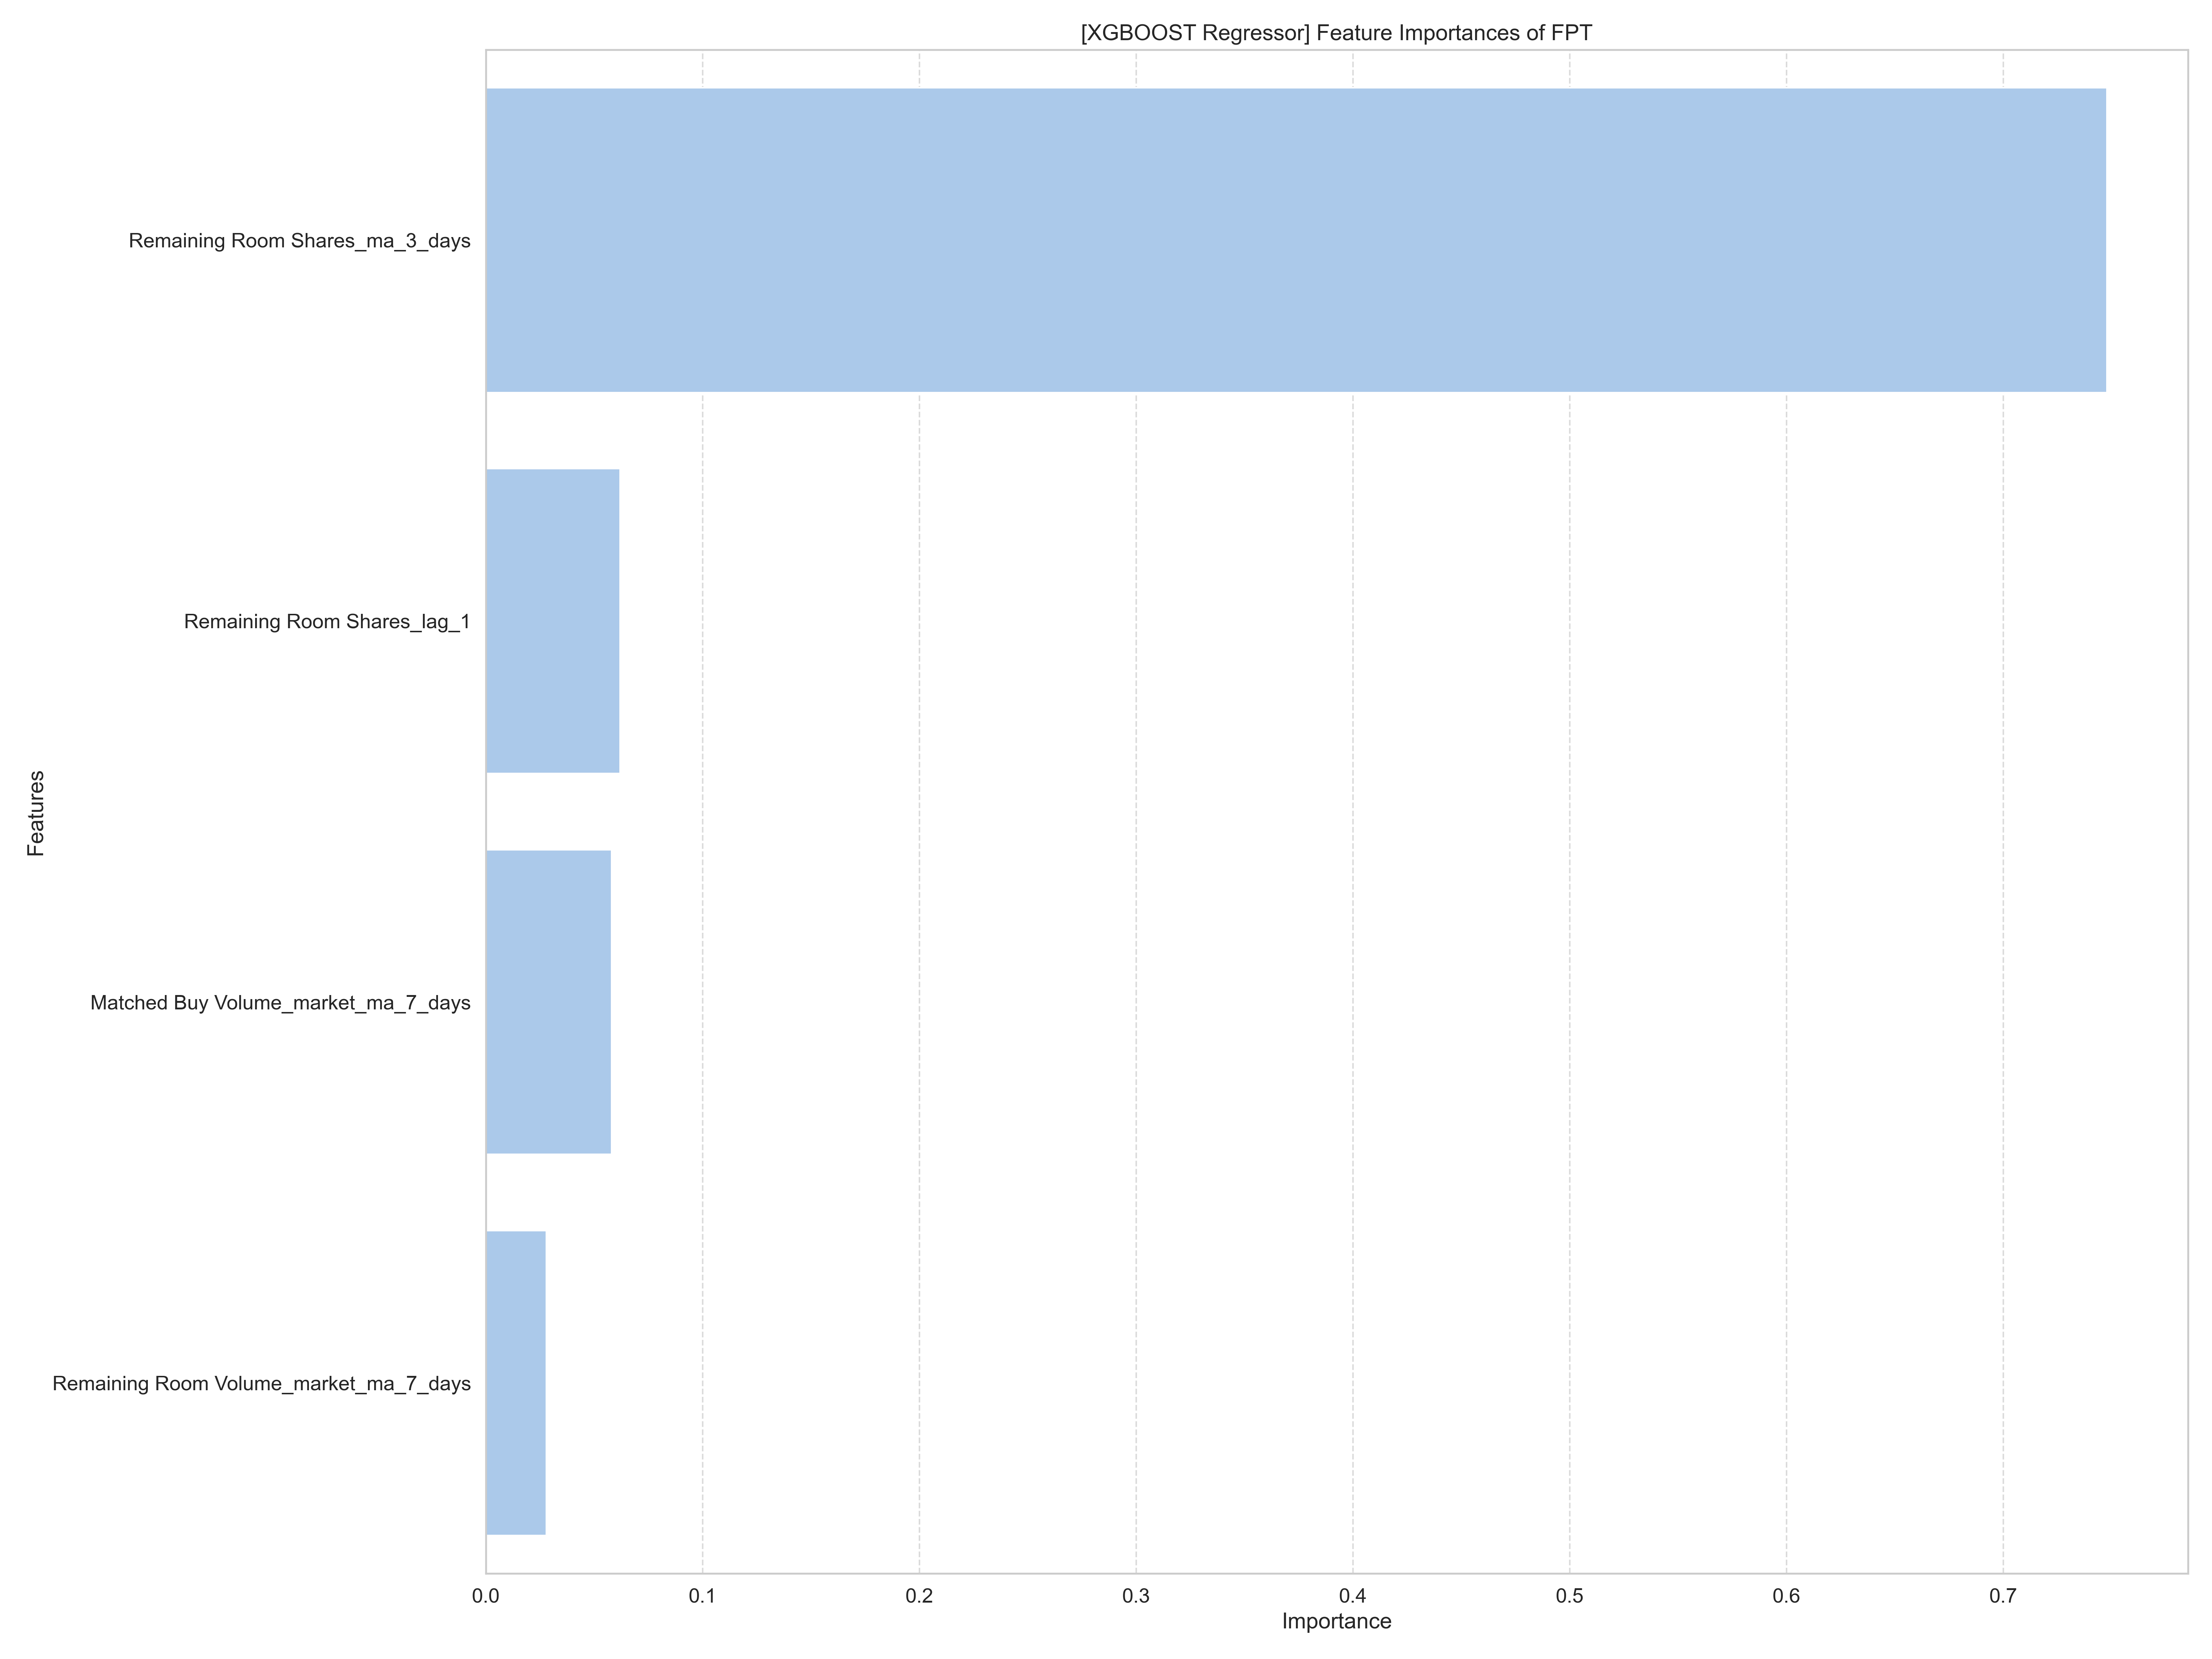 [XGBOOST Regressor] Feature Importances of FPT
Features
Remaining Room Shares_ma_3_days
Remaining Room Shares_lag_1
Matched Buy Volume_market_ma_7_days
Remaining Room Volume_market_ma_7_days
0.0 0.1 0.2 0.3 0.4 0.5 0.6 0.7
Importance